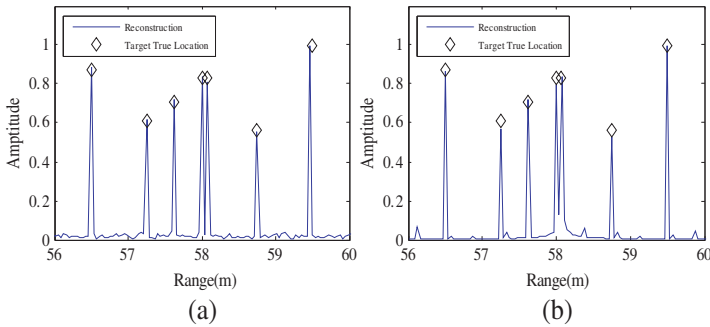 Reconstruction
Target True Location
1
0.8
0.6
0.4
0.2
0
Amptitude
56
57
58
59
60
Range(m)
(a)
Reconstruction
Target True Location
1
0.8
0.6
0.4
0.2
0
Amptitude
56
57
58
59
60
Range(m)
(b)